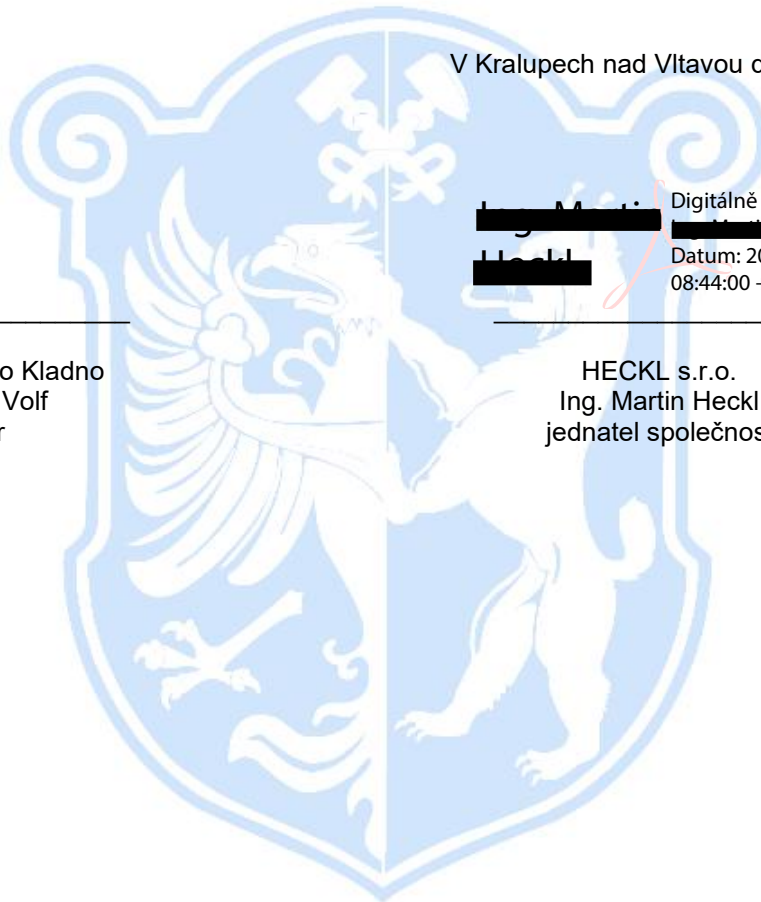 V Kralupech nad Vltavou d
Digitálně
Datum: 20
08:44:00 -
o Kladno
Volf
r
HECKL s.r.o.
Ing. Martin Heckl
jednatel společnos